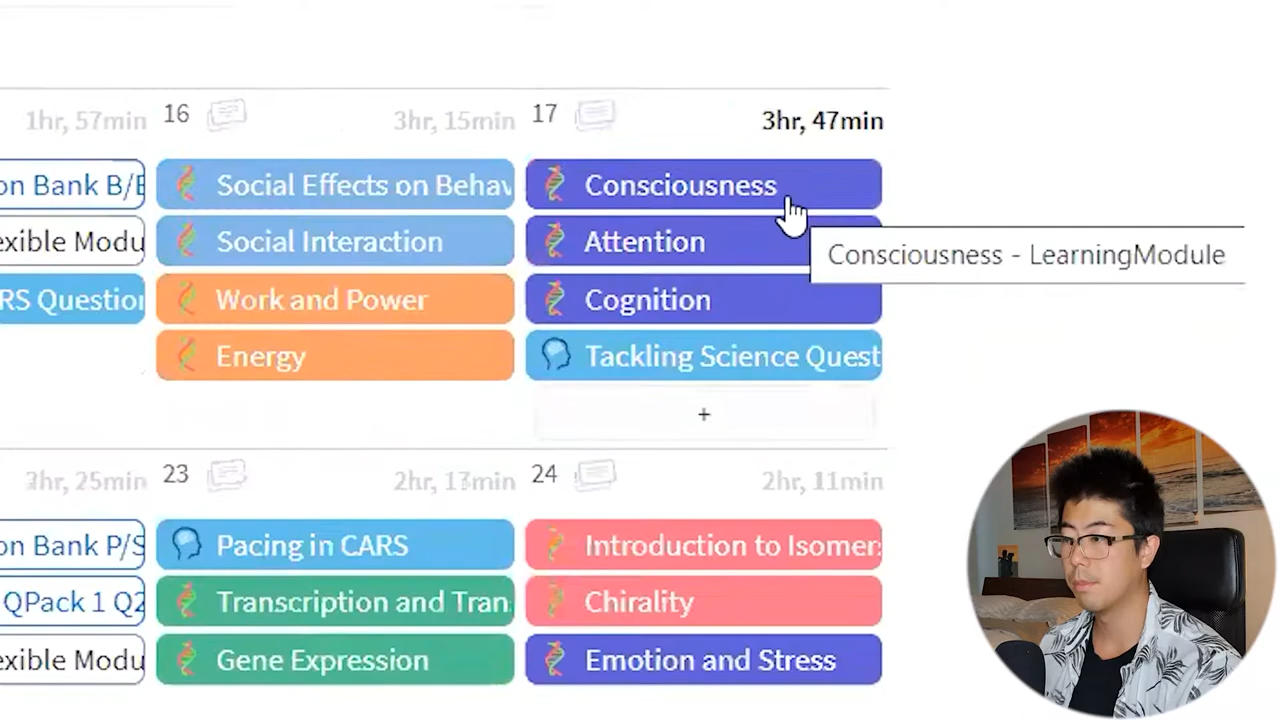 1hr, 57min
16
3hr, 15min
17
3hr, 47min
on Bank B/B
Social Effects on Behav
Consciousness
exible Modu
Social Interaction
Attention
Consciousness - LearningModule
RS Question
Work and Power
Cognition
Energy
Tackling Science Quest
+
3hr, 25min
23
2hr, 17min
24
2hr, 11min
on Bank P/S
Pacing in CARS
Introduction to Isomer
QPack 1 Q2
Transcription and Tran
Chirality
exible Modu
Gene Expression
Emotion and Stress